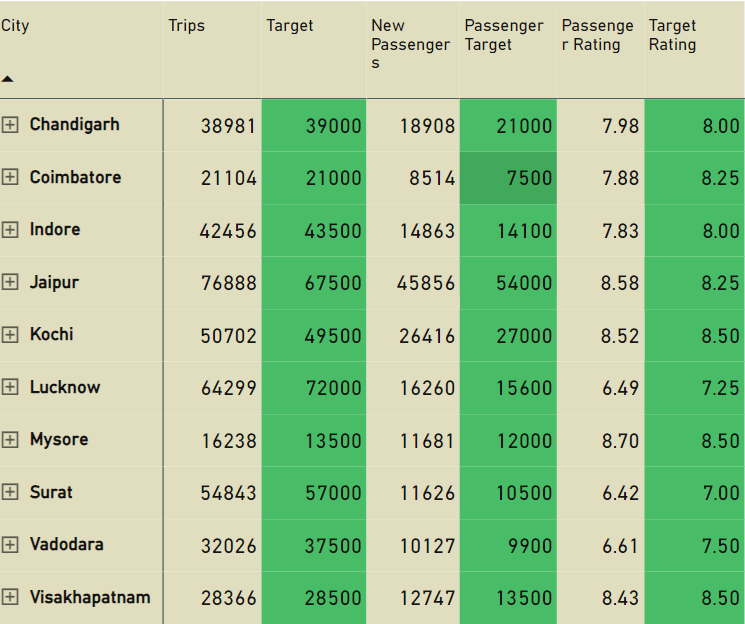 City Trips Target New Passengers Passenger Target Passenger Rating Target Rating
Chandigarh 38981 39000 18908 21000 7.98 8.00
Coimbatore 21104 21000 8514 7500 7.88 8.25
Indore 42456 43500 14863 14100 7.83 8.00
Jaipur 76888 67500 45856 54000 8.58 8.25
Kochi 50702 49500 26416 27000 8.52 8.50
Lucknow 64299 72000 16260 15600 6.49 7.25
Mysore 16238 13500 11681 12000 8.70 8.50
Surat 54843 57000 11626 10500 6.42 7.00
Vadodara 32026 37500 10127 9900 6.61 7.50
Visakhapatnam 28366 28500 12747 13500 8.43 8.50